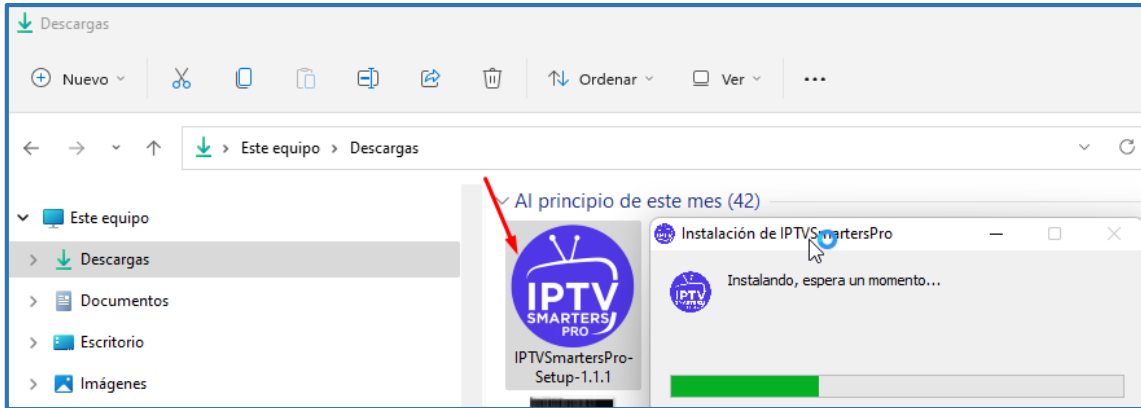 Descargas
Nuevo
Ordenar
Ver
Este equipo > Descargas
Al principio de este mes (42)
Este equipo
Descargas
Documentos
Escritorio
Imágenes
IPTV
SMARTERS
PRO
IPTVSmartersPro-
Setup-1.1.1
Instalación de IPTVSmartersPro
IPTV
Instalando, espera un momento...